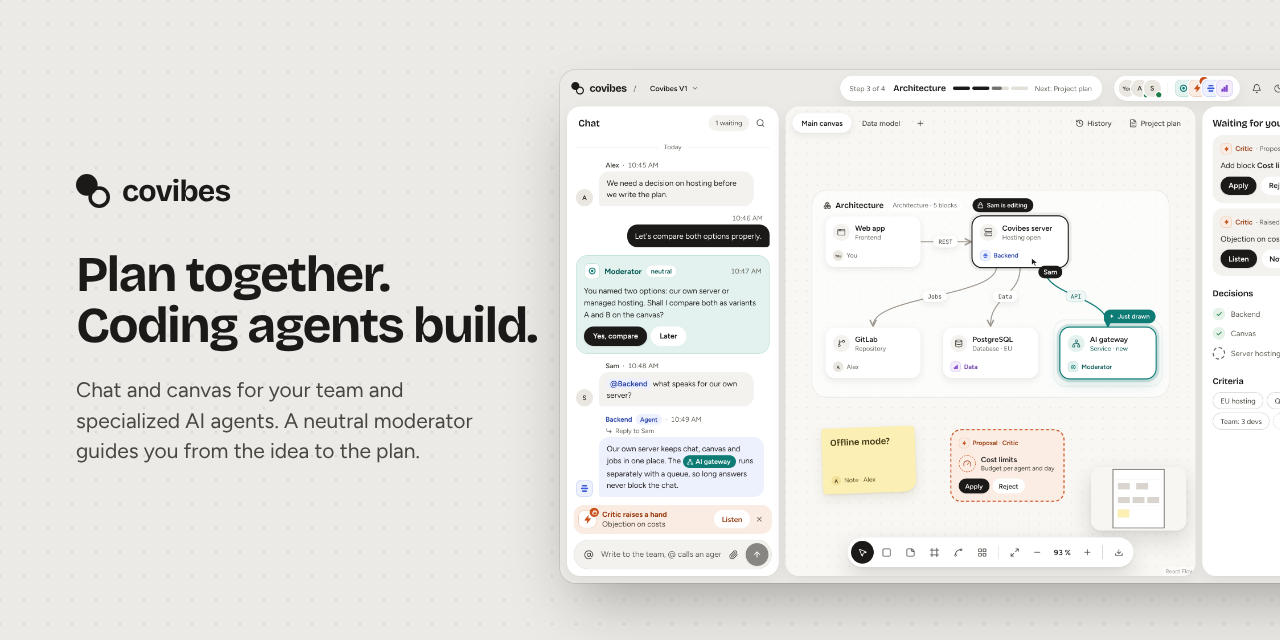 covibes
Plan together.
Coding agents build.
Chat and canvas for your team and
specialized AI agents. A neutral moderator
guides you from the idea to the plan.
covibes / Covibes V1
Step 3 of 4 Architecture Next: Project plan
You A S
Chat
1 waiting
Today
Alex · 10:45 AM
We need a decision on hosting before
we write the plan.
A
10:46 AM
Let's compare both options properly.
Moderator neutral 10:47 AM
You named two options: our own server or
managed hosting. Shall I compare both as variants
A and B on the canvas?
Yes, compare Later
Sam · 10:48 AM
@Backend what speaks for our own
server?
S
Backend Agent · 10:49 AM
Reply to Sam
Our own server keeps chat, canvas and
jobs in one place. The AI gateway runs
separately with a queue, so long answers
never block the chat.
Critic raises a hand
Objection on costs
Listen
@ Write to the team, @ calls an ager
Main canvas Data model + History Project plan
Architecture Architecture · 5 blocks Sam is editing
Web app
Frontend
You
REST
Covibes server
Hosting open
Backend
Sam
Jobs Data API
Just drawn
GitLab
Repository
A Alex
PostgreSQL
Database · EU
Data
AI gateway
Service · new
Moderator
Offline mode?
A Note · Alex
Proposal · Critic
Cost limits
Budget per agent and day
Apply Reject
93 %
React Flow
Waiting for you
Critic · Propos
Add block Cost li
Apply Rej
Critic · Raised
Objection on cos
Listen No
Decisions
Backend
Canvas
Server hosting
Criteria
EU hosting
Team: 3 devs